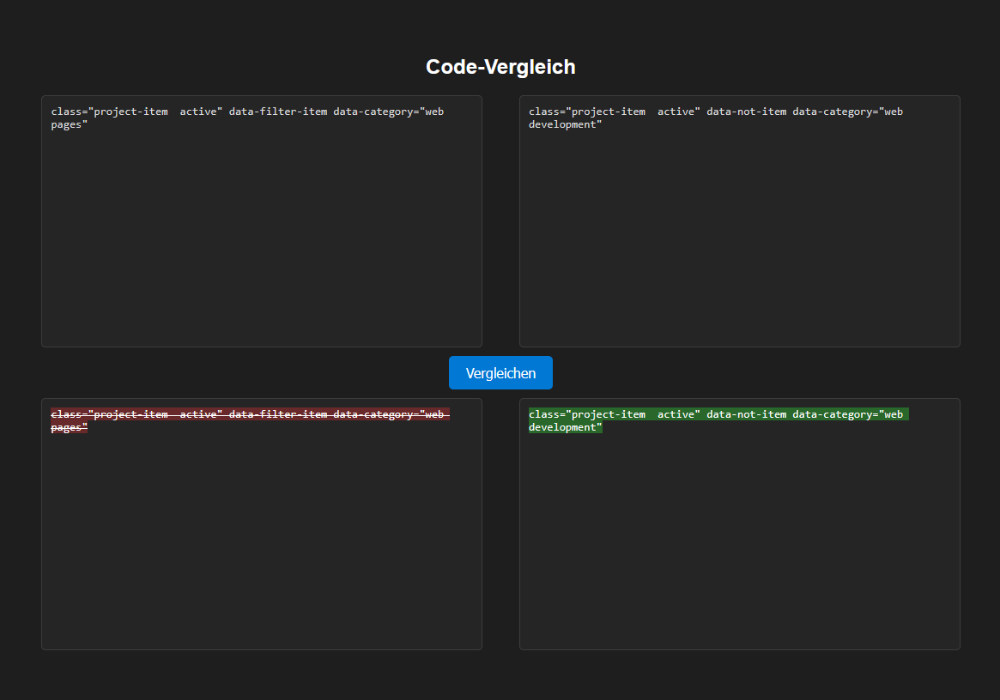 Code-Vergleich
class="project-item  active" data-filter-item data-category="web
pages"
class="project-item  active" data-not-item data-category="web
development"
Vergleichen
class="project-item  active" data-filter-item data-category="web
pages"
class="project-item  active" data-not-item data-category="web
development"